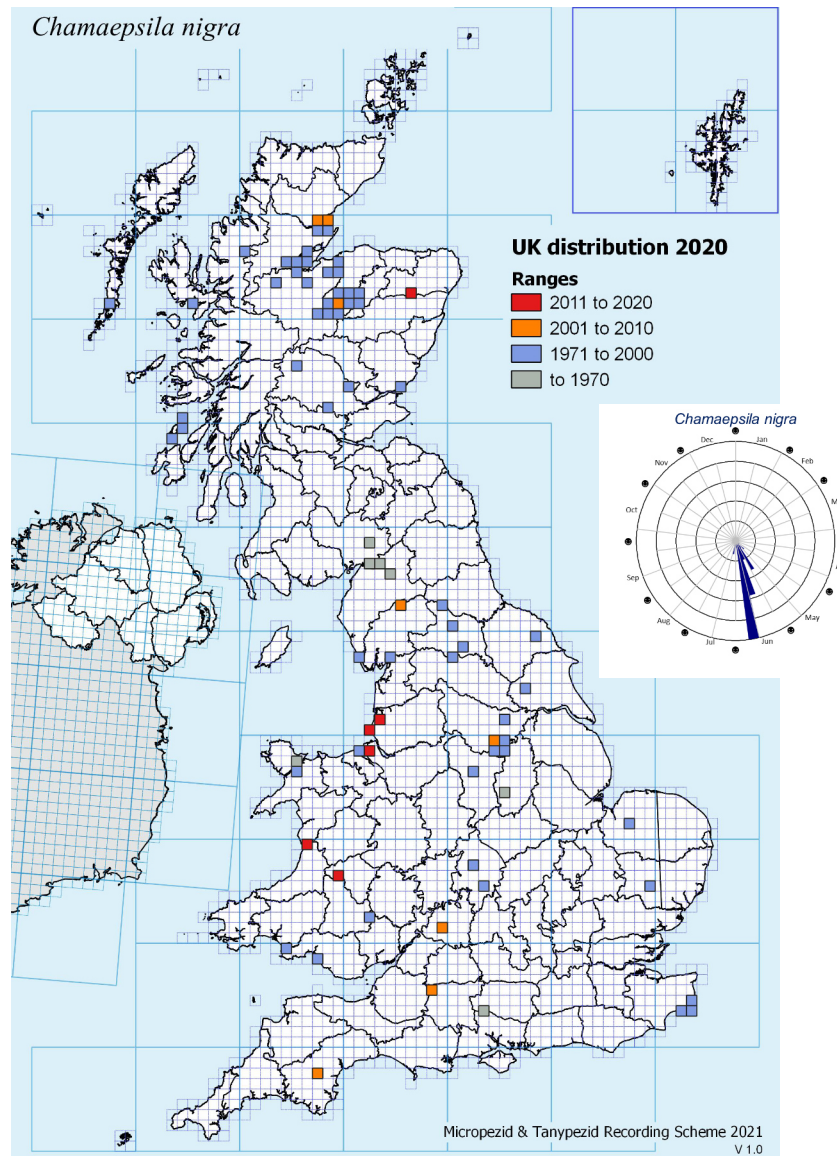 Chamaepsila nigra
UK distribution 2020
Ranges
2011 to 2020
2001 to 2010
1971 to 2000
to 1970
Chamaepsila nigra
Dec
Jan
Nov
Feb
Oct
Sep
Aug
May
Jul
Jun
Micropezid & Tanypezid Recording Scheme 2021
V 1.0